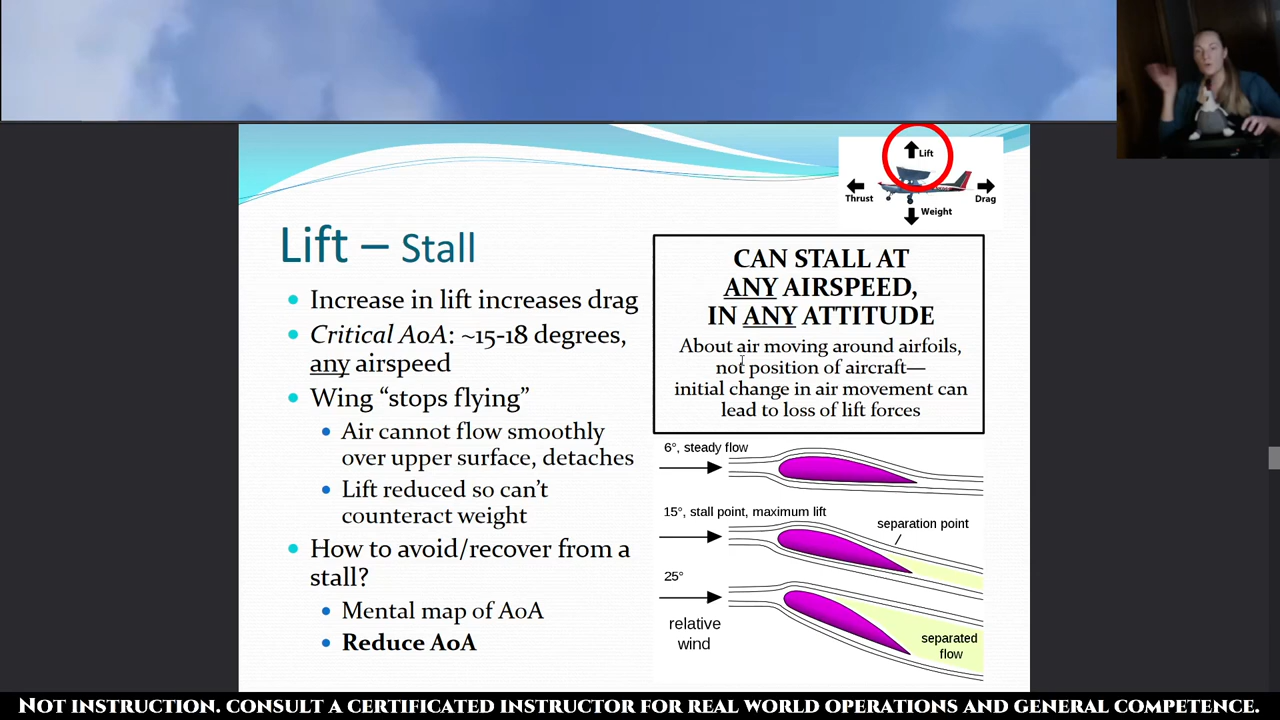 Lift
Thrust
Drag
Weight
Lift – Stall
Increase in lift increases drag
Critical AoA: ~15-18 degrees,
any airspeed
Wing “stops flying”
Air cannot flow smoothly
over upper surface, detaches
Lift reduced so can’t
counteract weight
How to avoid/recover from a
stall?
Mental map of AoA
Reduce AoA
CAN STALL AT
ANY AIRSPEED,
IN ANY ATTITUDE
About air moving around airfoils,
not position of aircraft—
initial change in air movement can
lead to loss of lift forces
6°, steady flow
15°, stall point, maximum lift
separation point
25°
relative
wind
separated
flow
Not instruction. Consult a certificated instructor for real world operations and general competence.